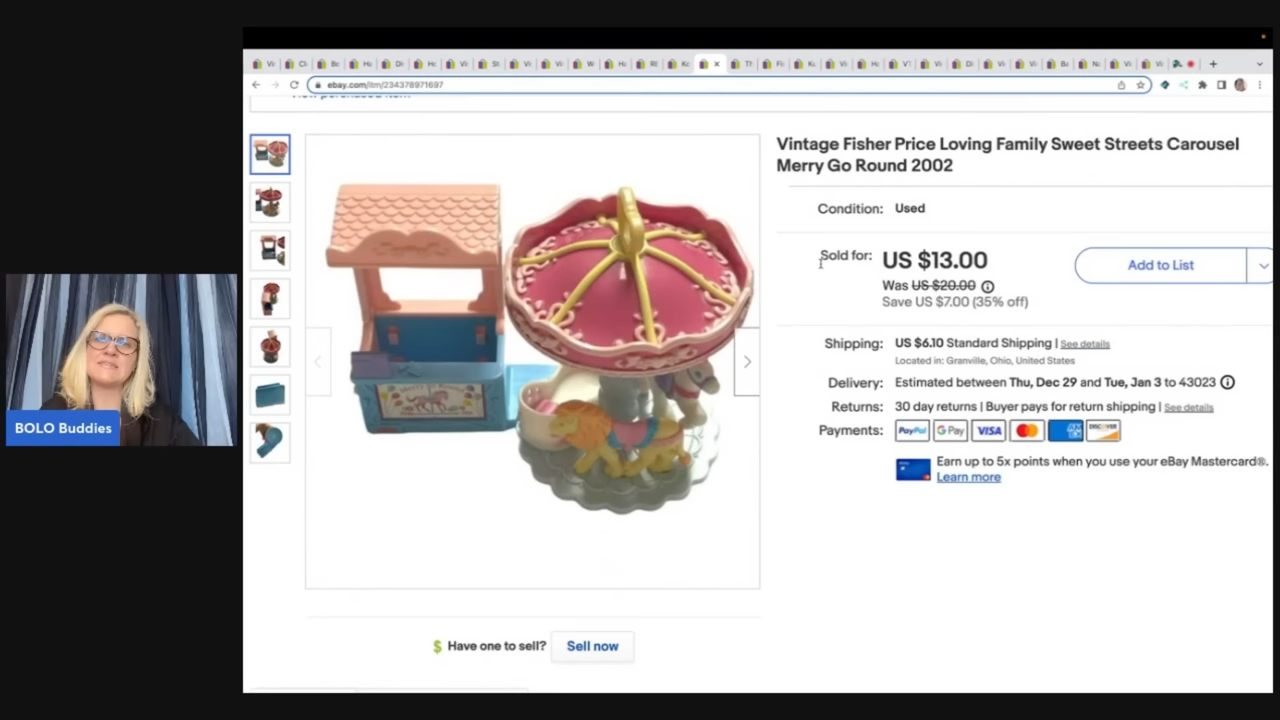 ebay.com/itm/234378971697
Vintage Fisher Price Loving Family Sweet Streets Carousel
Merry Go Round 2002
Condition: Used
Sold for: US $13.00
Add to List
Was US $20.00
Save US $7.00 (35% off)
Shipping: US $6.10 Standard Shipping | See details
Located in: Granville, Ohio, United States
Delivery: Estimated between Thu, Dec 29 and Tue, Jan 3 to 43023
Returns: 30 day returns | Buyer pays for return shipping | See details
Payments: PayPal G Pay VISA DISCOVER
Earn up to 5x points when you use your eBay Mastercard®.
Learn more
BOLO Buddies
$ Have one to sell? Sell now